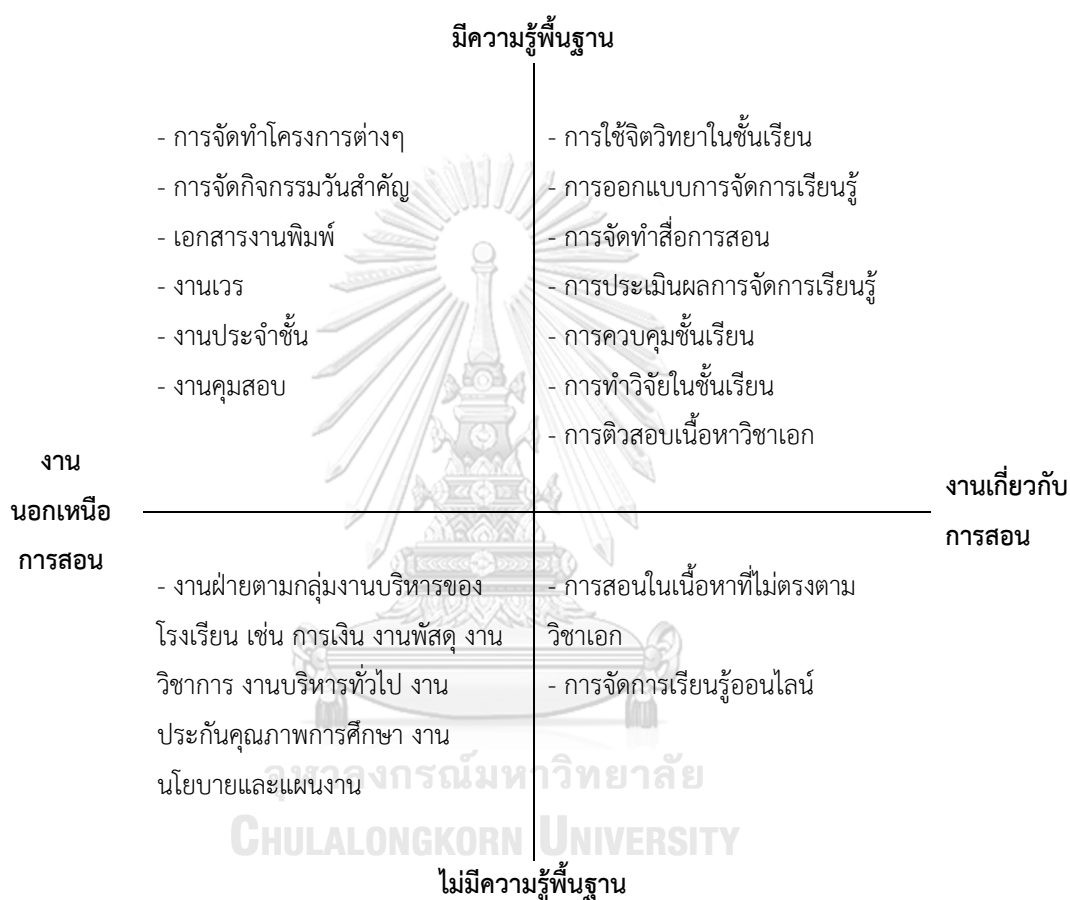 มีความรู้พื้นฐาน
- การจัดทำโครงการต่างๆ
- การจัดกิจกรรมวันสำคัญ
- เอกสารงานพิมพ์
- งานเวร
- งานประจำชั้น
- งานคุมสอบ
- การใช้จิตวิทยาในชั้นเรียน
- การออกแบบการจัดการเรียนรู้
- การจัดทำสื่อการสอน
- การประเมินผลการจัดการเรียนรู้
- การควบคุมชั้นเรียน
- การทำวิจัยในชั้นเรียน
- การติวสอบเนื้อหาวิชาเอก
งาน
นอกเหนือ
การสอน
งานเกี่ยวกับ
การสอน
- งานฝ่ายตามกลุ่มงานบริหารของ
โรงเรียน เช่น การเงิน งานพัสดุ งาน
วิชาการ งานบริหารทั่วไป งาน
ประกันคุณภาพการศึกษา งาน
นโยบายและแผนงาน
- การสอนในเนื้อหาที่ไม่ตรงตาม
วิชาเอก
- การจัดการเรียนรู้ออนไลน์
จุฬาลงกรณ์มหาวิทยาลัย
CHULALONGKORN UNIVERSITY
ไม่มีความรู้พื้นฐาน